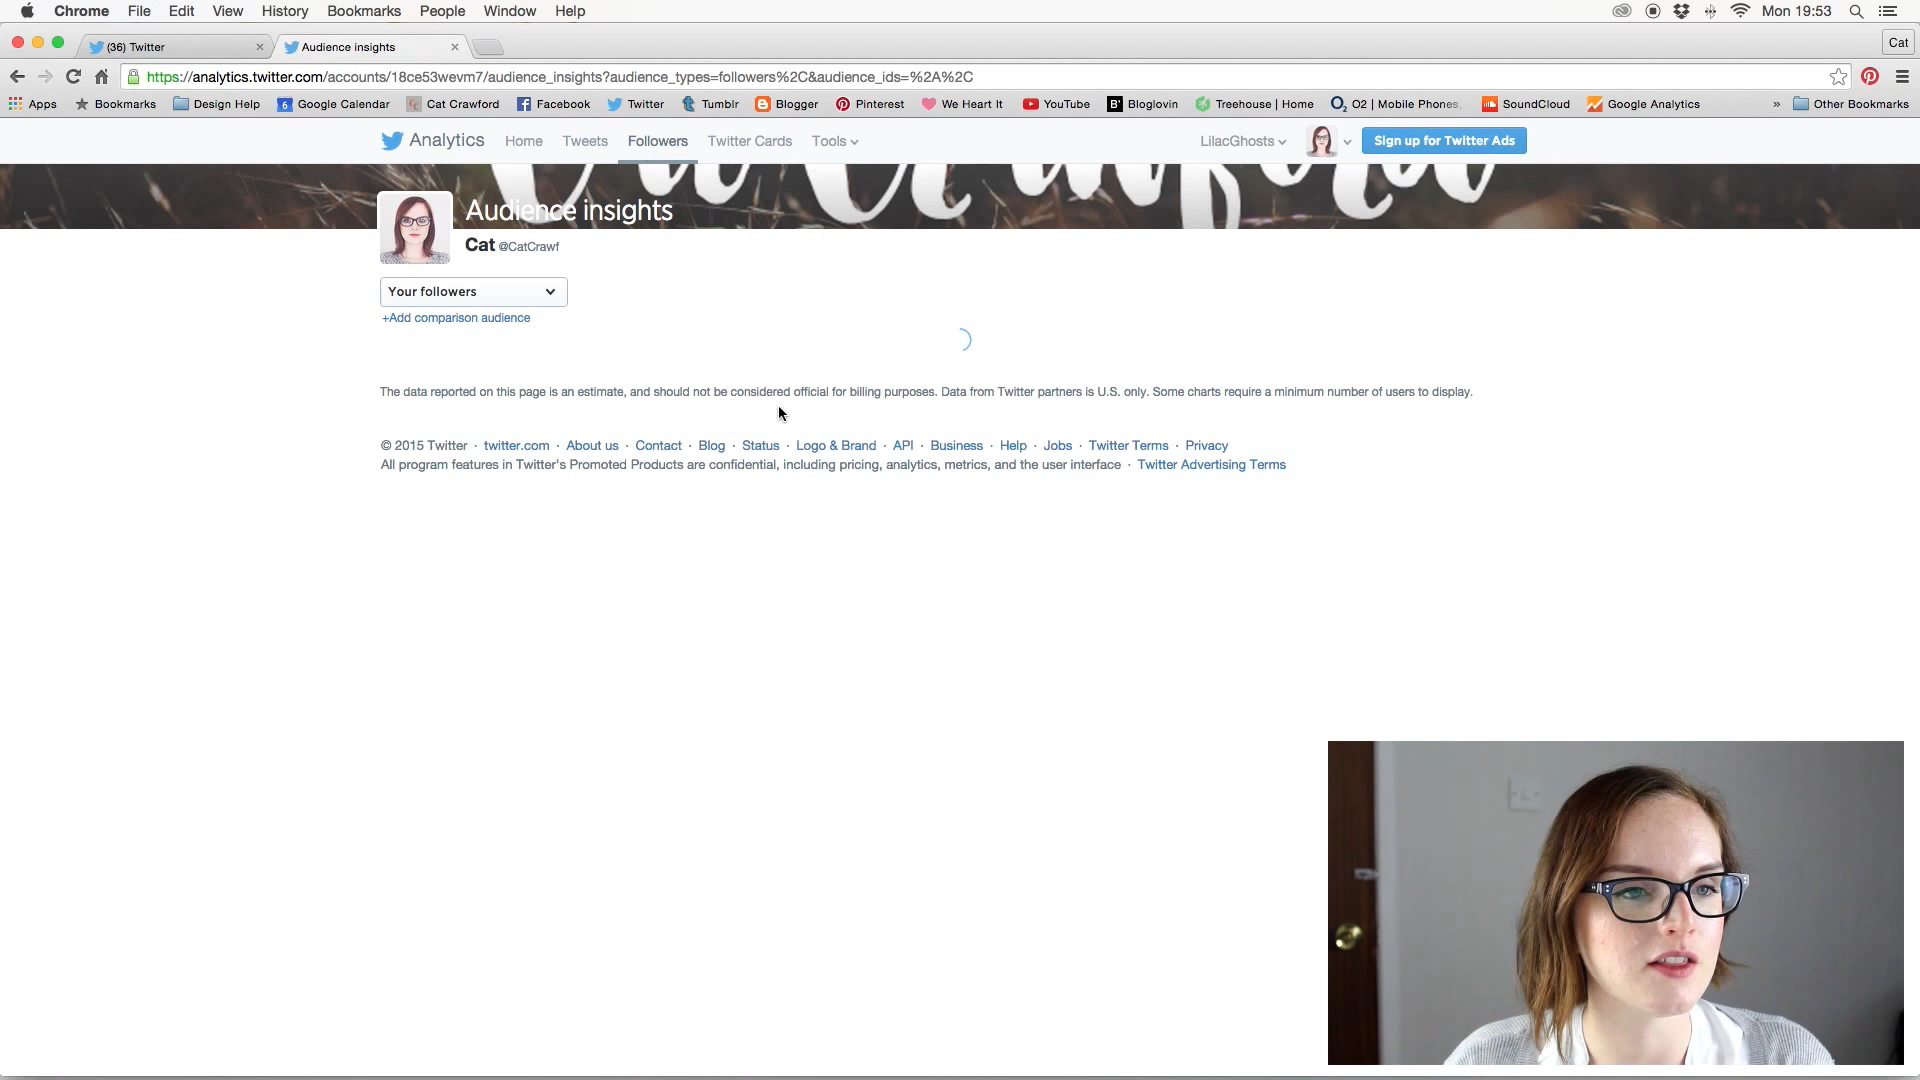 Chrome File Edit View History Bookmarks People Window Help Mon 19:53
(36) Twitter Audience insights Cat
https://analytics.twitter.com/accounts/18ce53wevm7/audience_insights?audience_types=followers%2C&audience_ids=%2A%2C
Apps Bookmarks Design Help 6 Google Calendar Cat Crawford Facebook Twitter Tumblr Blogger Pinterest We Heart It YouTube Bloglovin Treehouse | Home O2 | Mobile Phones, SoundCloud Google Analytics » Other Bookmarks
Analytics Home Tweets Followers Twitter Cards Tools LilacGhosts Sign up for Twitter Ads
Audience insights
Cat @CatCrawf
Your followers
+Add comparison audience
The data reported on this page is an estimate, and should not be considered official for billing purposes. Data from Twitter partners is U.S. only. Some charts require a minimum number of users to display.
© 2015 Twitter · twitter.com · About us · Contact · Blog · Status · Logo & Brand · API · Business · Help · Jobs · Twitter Terms · Privacy
All program features in Twitter's Promoted Products are confidential, including pricing, analytics, metrics, and the user interface · Twitter Advertising Terms